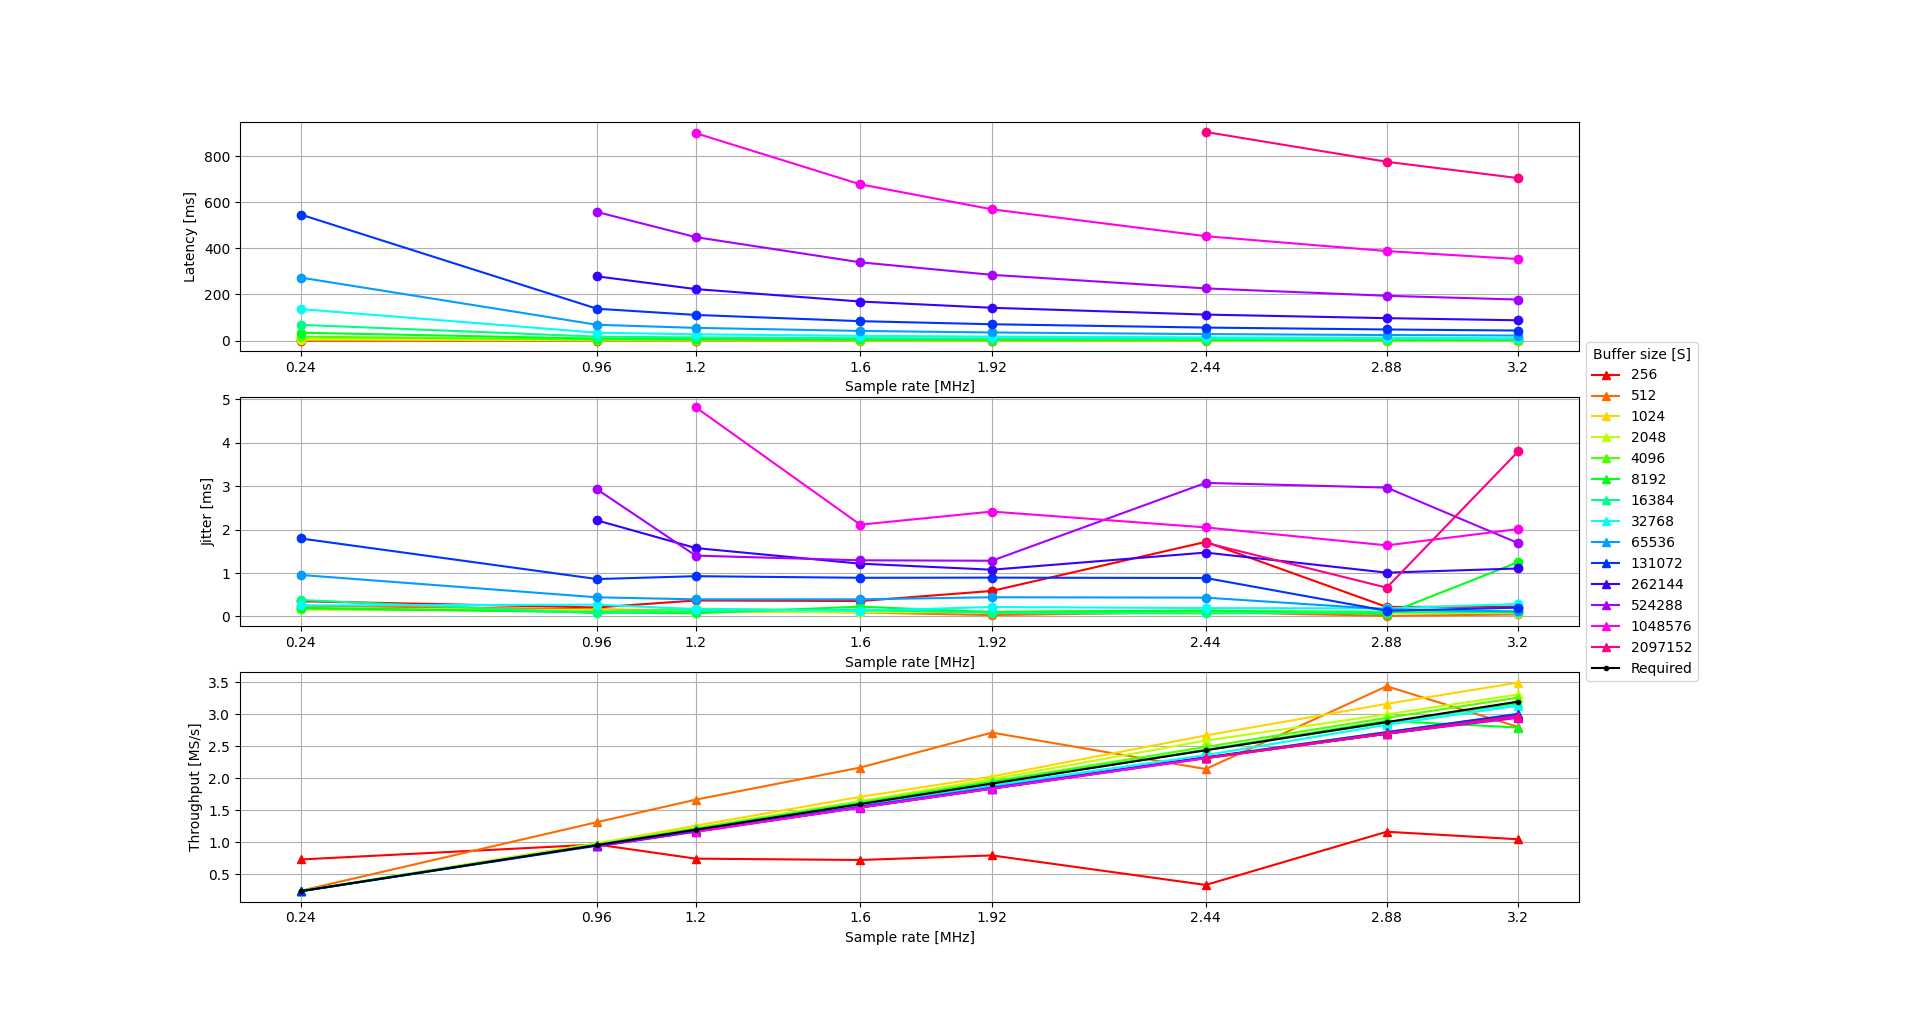 Latency [ms]
800
600
400
200
0
0.24 0.96 1.2 1.6 1.92 2.44 2.88 3.2
Sample rate [MHz]
Jitter [ms]
5
4
3
2
1
0
0.24 0.96 1.2 1.6 1.92 2.44 2.88 3.2
Sample rate [MHz]
Throughput [MS/s]
3.5
3.0
2.5
2.0
1.5
1.0
0.5
0.24 0.96 1.2 1.6 1.92 2.44 2.88 3.2
Sample rate [MHz]
Buffer size [S]
256
512
1024
2048
4096
8192
16384
32768
65536
131072
262144
524288
1048576
2097152
Required